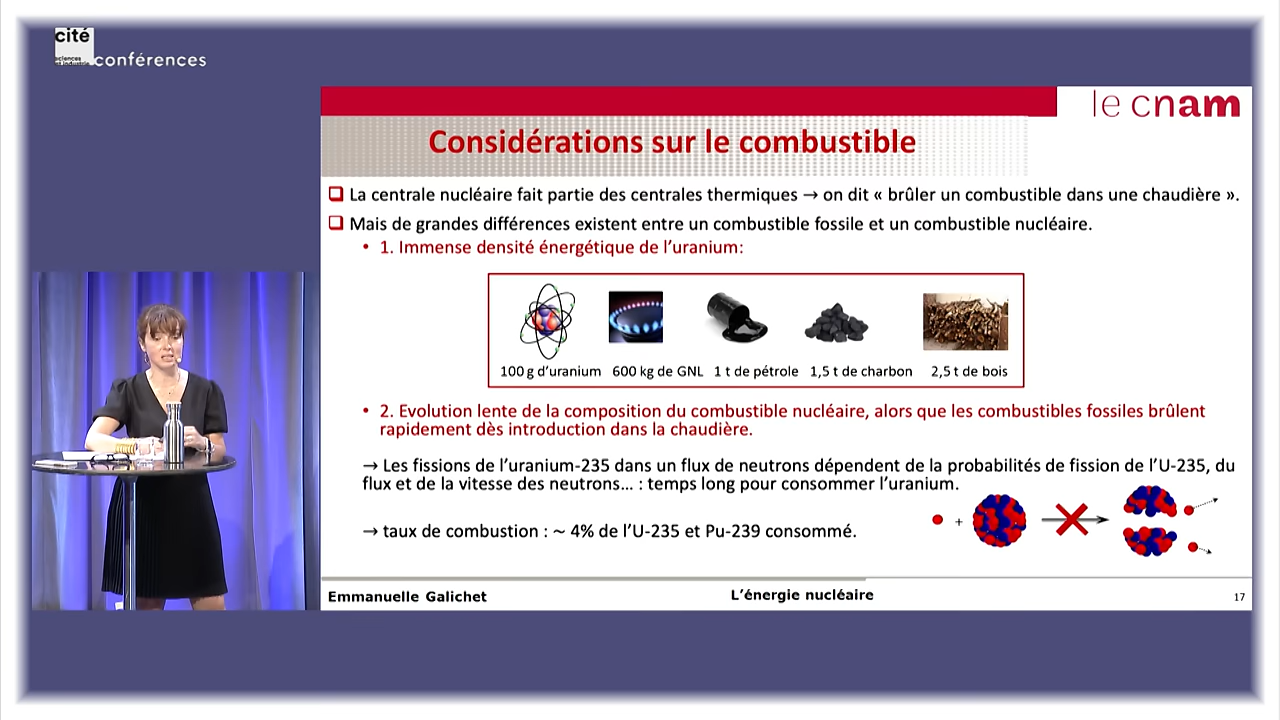 cité
sciences
et industrie
conférences
le cnam
Considérations sur le combustible
La centrale nucléaire fait partie des centrales thermiques → on dit « brûler un combustible dans une chaudière ».
Mais de grandes différences existent entre un combustible fossile et un combustible nucléaire.
• 1. Immense densité énergétique de l’uranium:
100 g d’uranium 600 kg de GNL 1 t de pétrole 1,5 t de charbon 2,5 t de bois
• 2. Evolution lente de la composition du combustible nucléaire, alors que les combustibles fossiles brûlent
rapidement dès introduction dans la chaudière.
→ Les fissions de l’uranium-235 dans un flux de neutrons dépendent de la probabilités de fission de l’U-235, du
flux et de la vitesse des neutrons… : temps long pour consommer l’uranium.
+
→ taux de combustion : ~ 4% de l’U-235 et Pu-239 consommé.
Emmanuelle Galichet L’énergie nucléaire 17